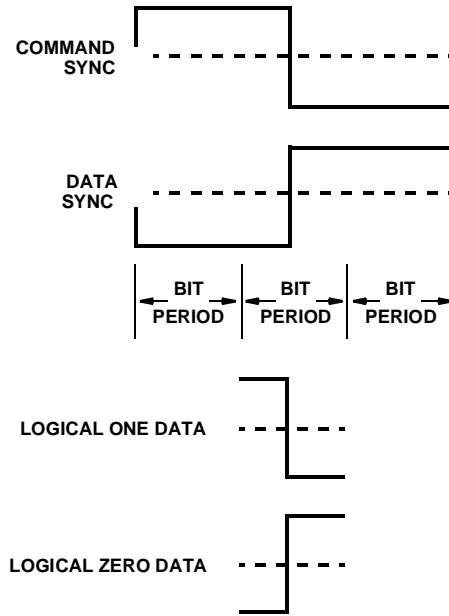 COMMAND
SYNC
DATA
SYNC
BIT BIT BIT
PERIOD PERIOD PERIOD
LOGICAL ONE DATA
LOGICAL ZERO DATA